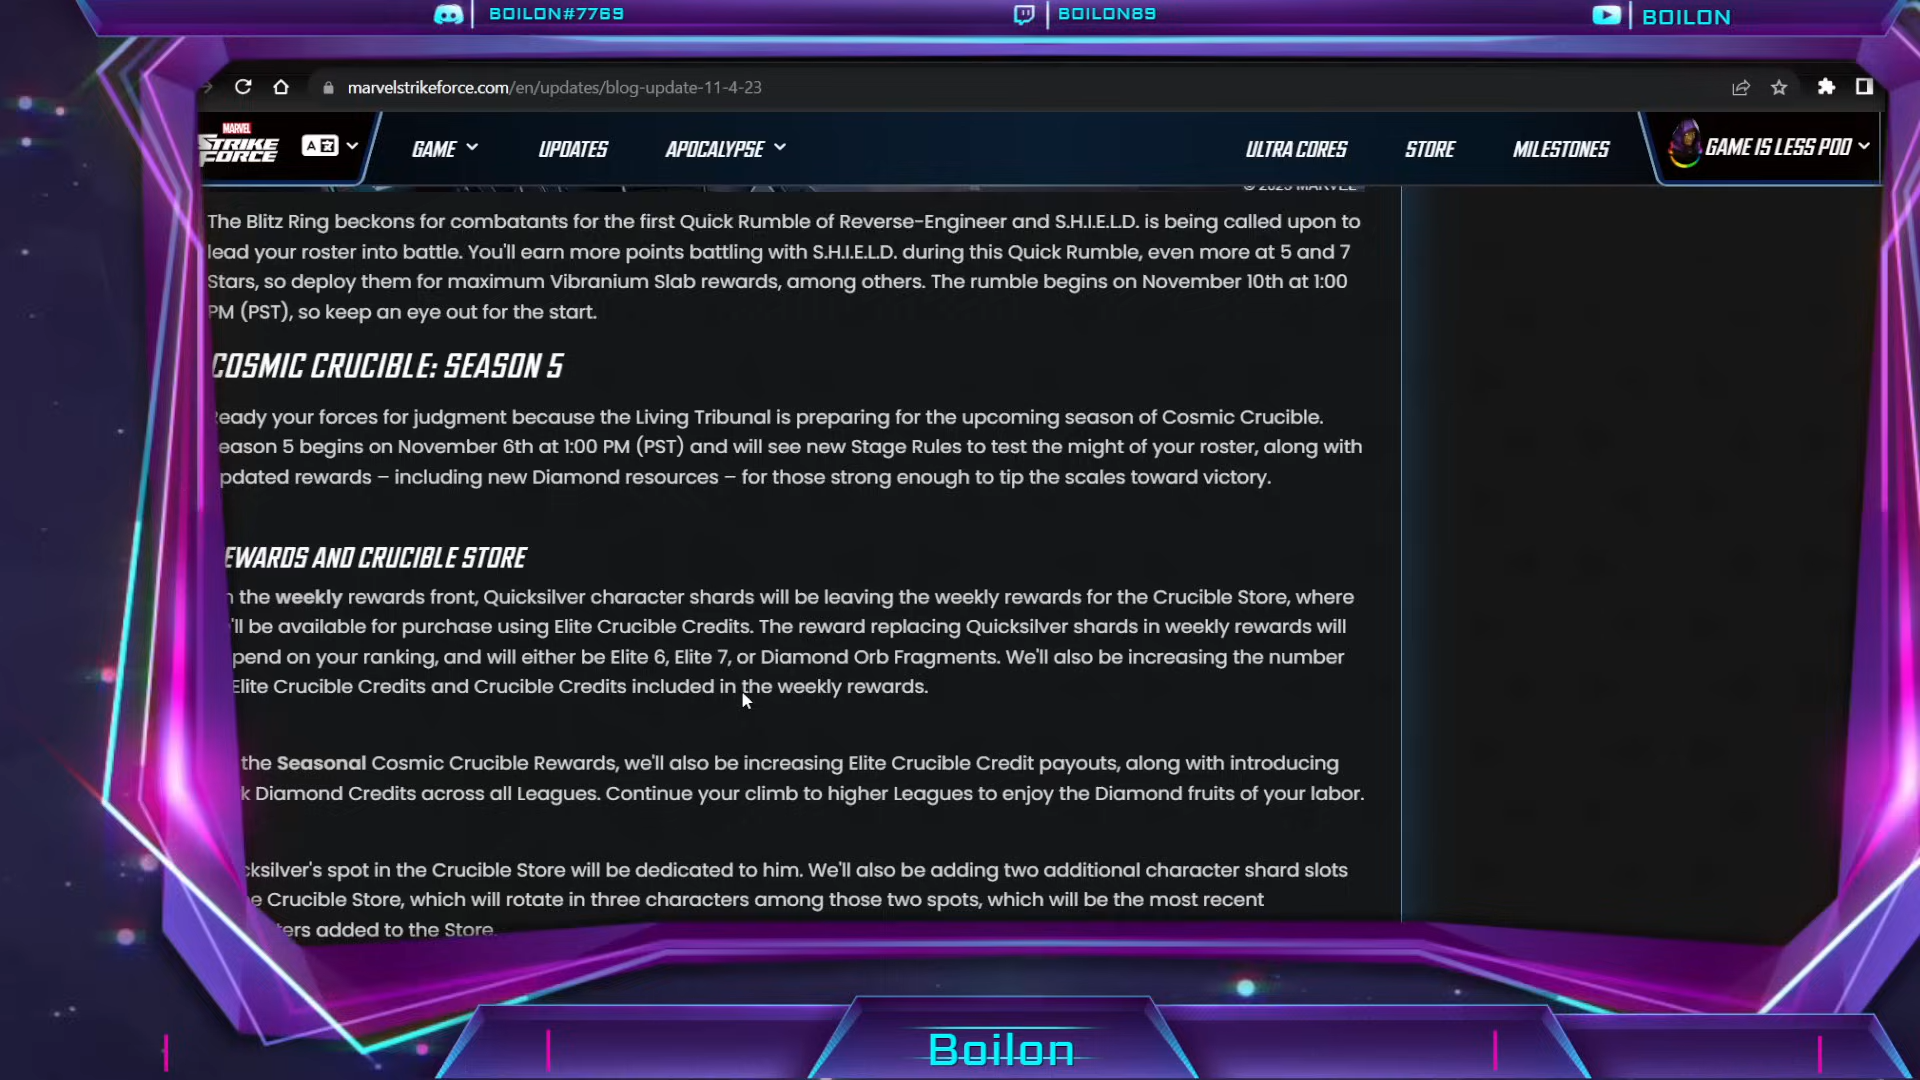 BOILON#7769
BOILON89
BOILON
marvelstrikeforce.com/en/updates/blog-update-11-4-23
MARVEL
STRIKE
FORCE
GAME
UPDATES
APOCALYPSE
ULTRA CORES
STORE
MILESTONES
GAME IS LESS POD
© 2023 MARVEL
The Blitz Ring beckons for combatants for the first Quick Rumble of Reverse-Engineer and S.H.I.E.L.D. is being called upon to
lead your roster into battle. You'll earn more points battling with S.H.I.E.L.D. during this Quick Rumble, even more at 5 and 7
Stars, so deploy them for maximum Vibranium Slab rewards, among others. The rumble begins on November 10th at 1:00
PM (PST), so keep an eye out for the start.
COSMIC CRUCIBLE: SEASON 5
eady your forces for judgment because the Living Tribunal is preparing for the upcoming season of Cosmic Crucible.
eason 5 begins on November 6th at 1:00 PM (PST) and will see new Stage Rules to test the might of your roster, along with
pdated rewards – including new Diamond resources – for those strong enough to tip the scales toward victory.
EWARDS AND CRUCIBLE STORE
n the weekly rewards front, Quicksilver character shards will be leaving the weekly rewards for the Crucible Store, where
'll be available for purchase using Elite Crucible Credits. The reward replacing Quicksilver shards in weekly rewards will
pend on your ranking, and will either be Elite 6, Elite 7, or Diamond Orb Fragments. We'll also be increasing the number
Elite Crucible Credits and Crucible Credits included in the weekly rewards.
the Seasonal Cosmic Crucible Rewards, we'll also be increasing Elite Crucible Credit payouts, along with introducing
k Diamond Credits across all Leagues. Continue your climb to higher Leagues to enjoy the Diamond fruits of your labor.
cksilver's spot in the Crucible Store will be dedicated to him. We'll also be adding two additional character shard slots
e Crucible Store, which will rotate in three characters among those two spots, which will be the most recent
ters added to the Store.
Boilon